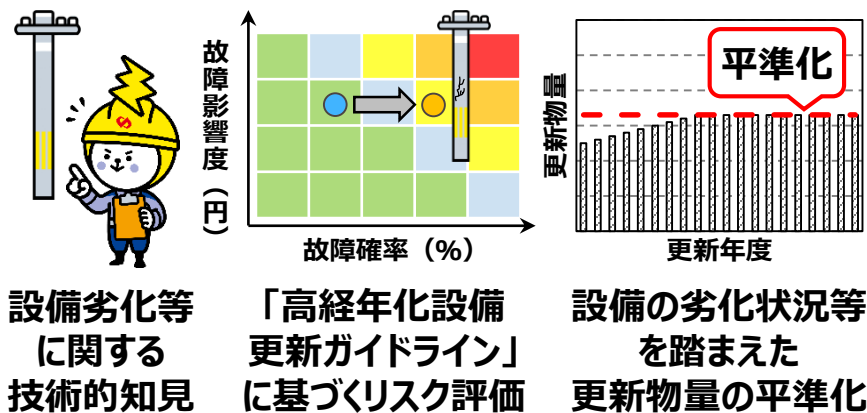 故障影響度（円）
故障確率（%）
平準化
更新物量
更新年度
設備劣化等
に関する
技術的知見
「高経年化設備
更新ガイドライン」
に基づくリスク評価
設備の劣化状況等
を踏まえた
更新物量の平準化